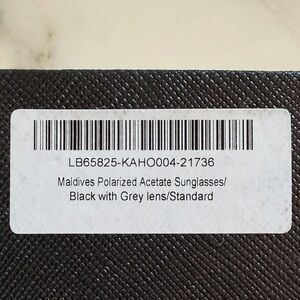 LB65825-KAHO004-21736
Maldives Polarized Acetate Sunglasses/
Black with Grey lens/Standard